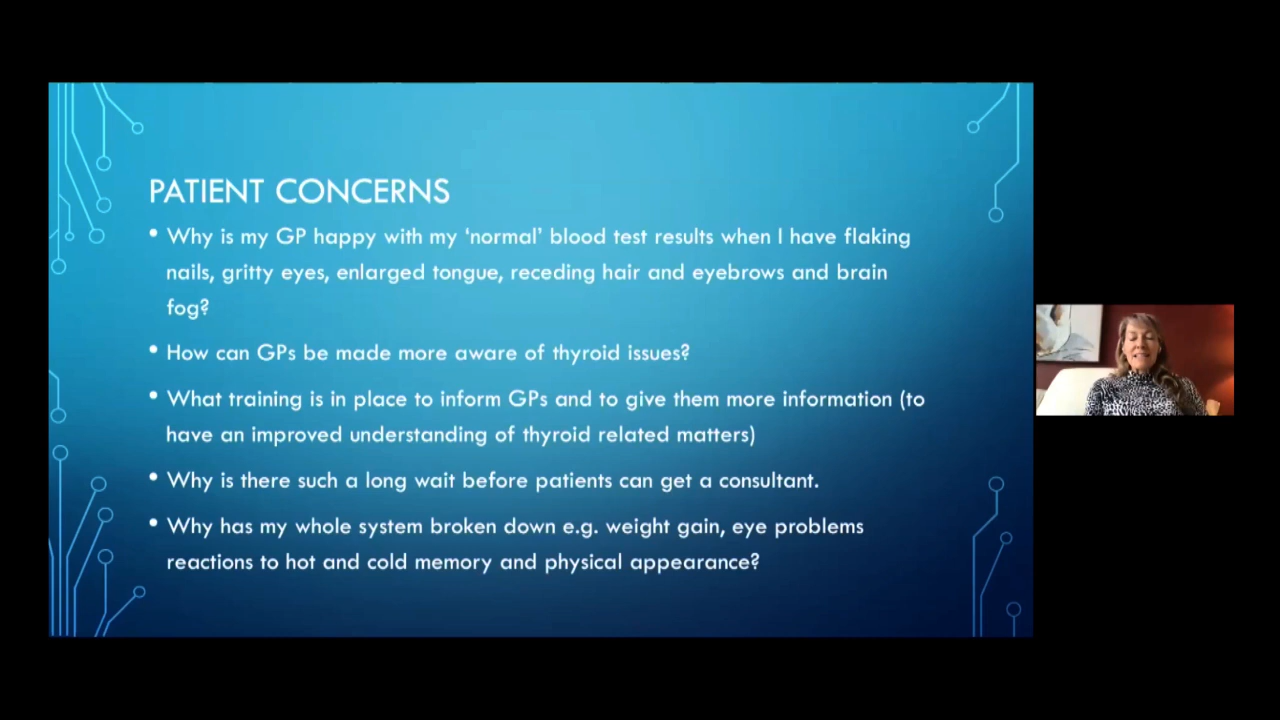 PATIENT CONCERNS
• Why is my GP happy with my ‘normal’ blood test results when I have flaking
nails, gritty eyes, enlarged tongue, receding hair and eyebrows and brain
fog?
• How can GPs be made more aware of thyroid issues?
• What training is in place to inform GPs and to give them more information (to
have an improved understanding of thyroid related matters)
• Why is there such a long wait before patients can get a consultant.
• Why has my whole system broken down e.g. weight gain, eye problems
reactions to hot and cold memory and physical appearance?